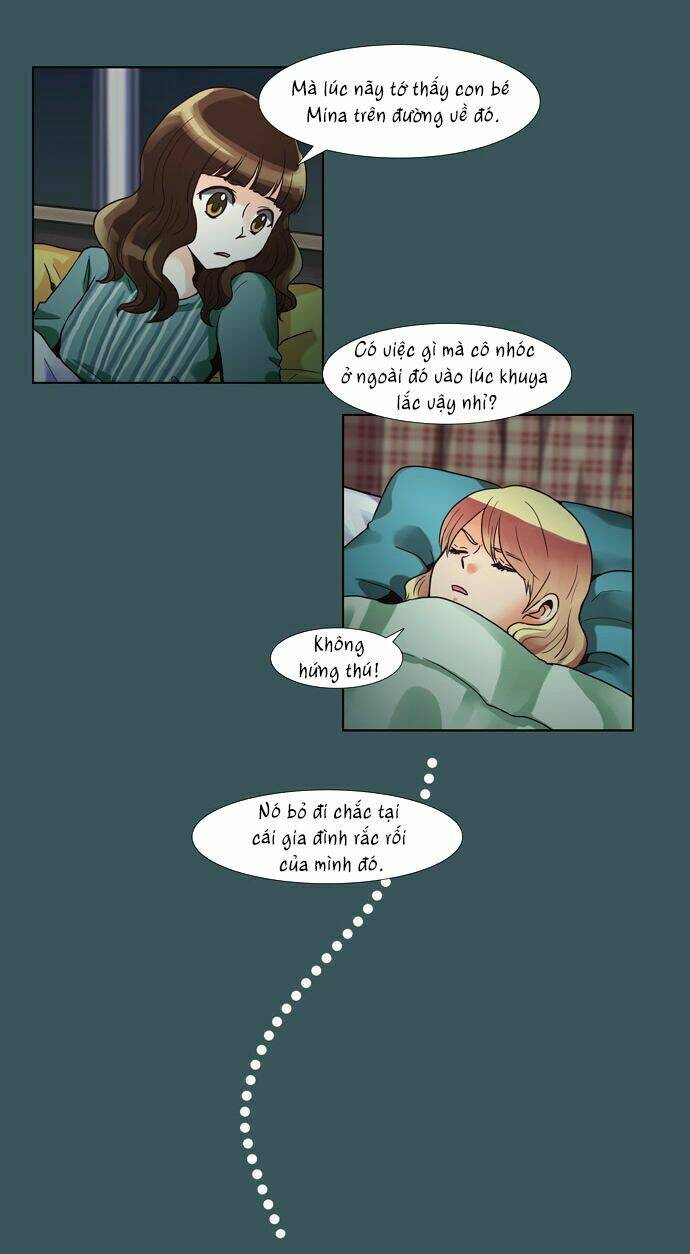 Mà lúc nãy tớ thấy con bé
Mina trên đường về đó.
Có việc gì mà cô nhóc
ở ngoài đó vào lúc khuya
lắc vậy nhỉ?
Không
hứng thú!
Nó bỏ đi chắc tại
cái gia đình rắc rối
của mình đó.